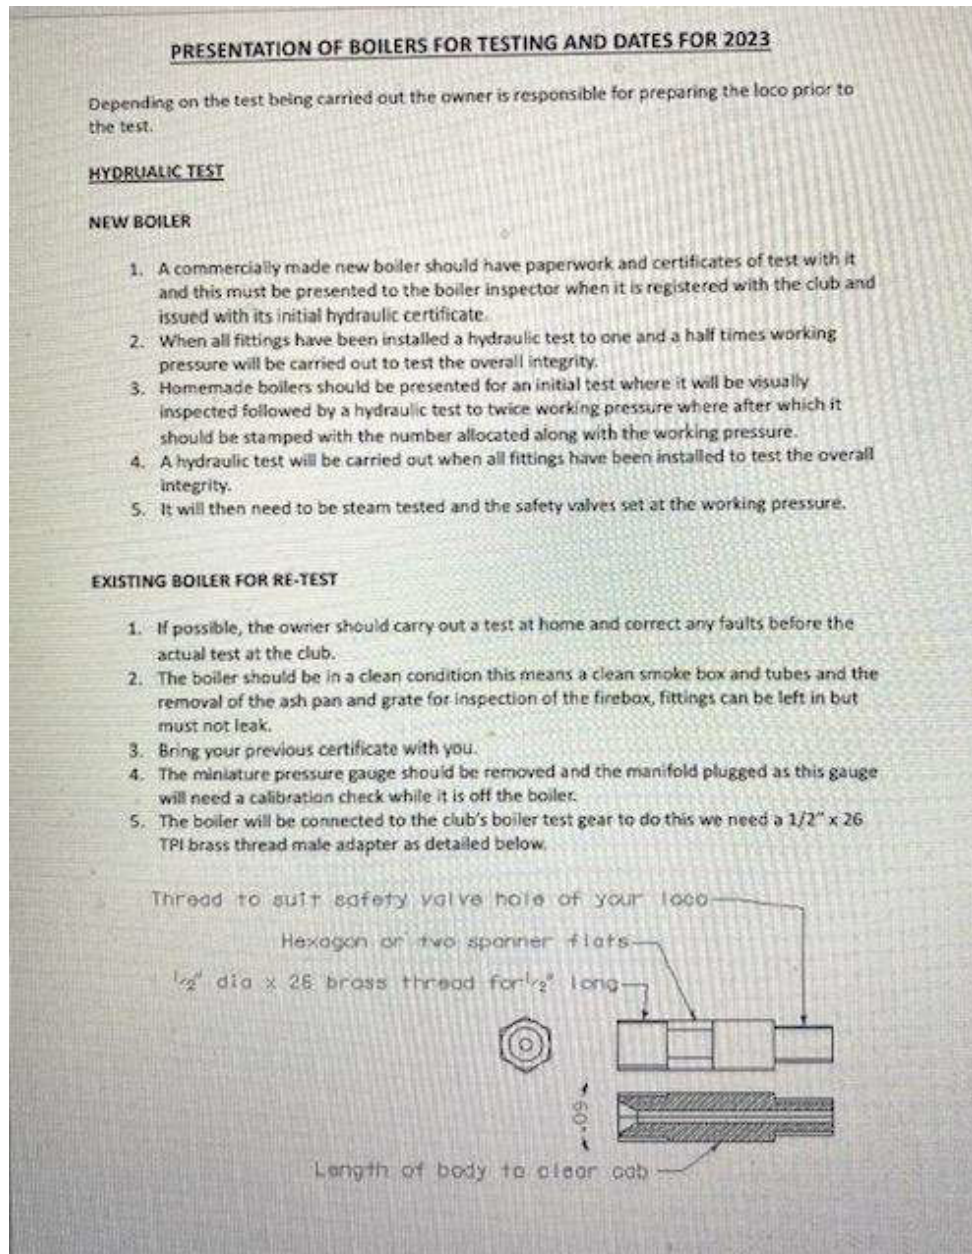 PRESENTATION OF BOILERS FOR TESTING AND DATES FOR 2023
Depending on the test being carried out the owner is responsible for preparing the loco prior to
the test.
HYDRUALIC TEST
NEW BOILER
1. A commercially made new boiler should have paperwork and certificates of test with it
and this must be presented to the boiler inspector when it is registered with the club and
issued with its initial hydraulic certificate.
2. When all fittings have been installed a hydraulic test to one and a half times working
pressure will be carried out to test the overall integrity.
3. Homemade boilers should be presented for an initial test where it will be visually
inspected followed by a hydraulic test to twice working pressure where after which it
should be stamped with the number allocated along with the working pressure.
4. A hydraulic test will be carried out when all fittings have been installed to test the overall
integrity.
5. It will then need to be steam tested and the safety valves set at the working pressure.
EXISTING BOILER FOR RE-TEST
1. If possible, the owner should carry out a test at home and correct any faults before the
actual test at the club.
2. The boiler should be in a clean condition this means a clean smoke box and tubes and the
removal of the ash pan and grate for inspection of the firebox, fittings can be left in but
must not leak.
3. Bring your previous certificate with you.
4. The miniature pressure gauge should be removed and the manifold plugged as this gauge
will need a calibration check while it is off the boiler.
5. The boiler will be connected to the club's boiler test gear to do this we need a 1/2" x 26
TPI brass thread male adapter as detailed below.
Thread to suit safety valve hole of your loco
Hexagon or two spanner flats
1/2" dia x 26 brass thread for 1/2" long
60°
Length of body to clear cab